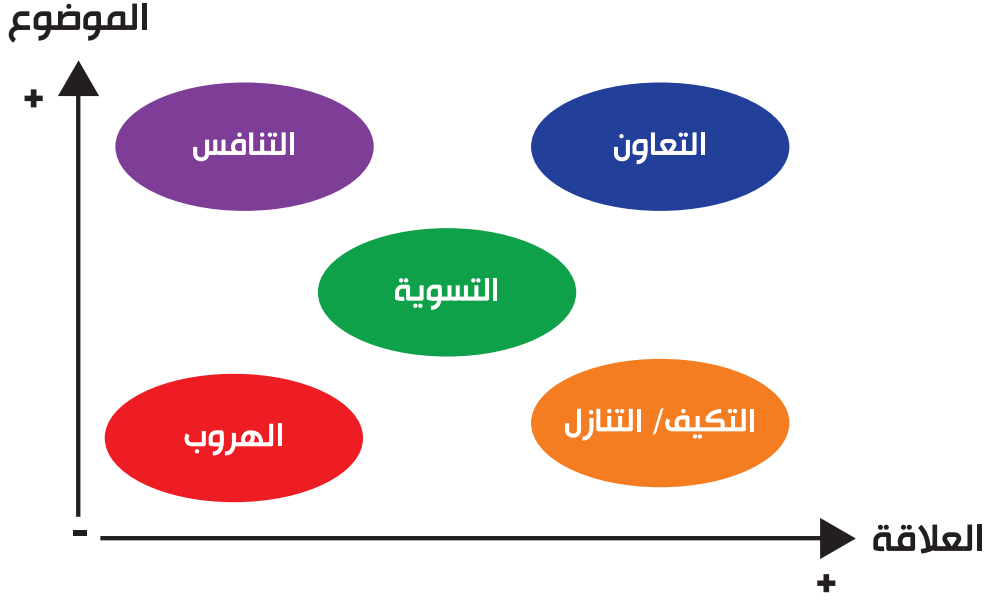 الموضوع
+
التنافس
التعاون
التسوية
الهروب
التكيف/ التنازل
-
العلاقة
+